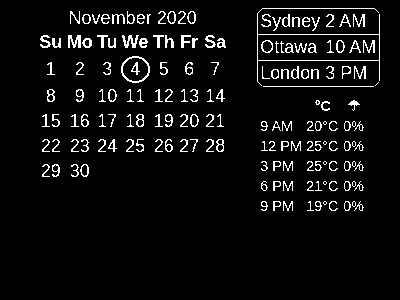 November 2020
Su Mo Tu We Th Fr Sa
1 2 3 4 5 6 7
8 9 10 11 12 13 14
15 16 17 18 19 20 21
22 23 24 25 26 27 28
29 30
Sydney 2 AM
Ottawa 10 AM
London 3 PM
°C
9 AM 20°C 0%
12 PM 25°C 0%
3 PM 25°C 0%
6 PM 21°C 0%
9 PM 19°C 0%